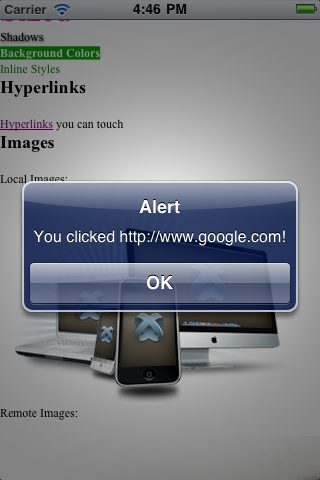 Carrier 4:46 PM
Sized
Shadows
Background Colors
Inline Styles
Hyperlinks
Hyperlinks you can touch
Images
Local Images:
Alert
You clicked http://www.google.com!
OK
Remote Images: